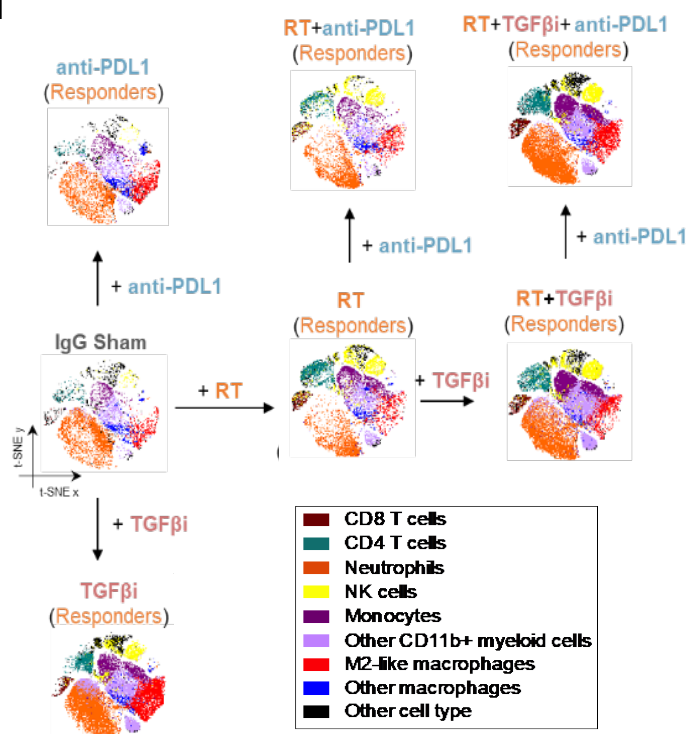 RT+anti-PDL1
(Responders)
RT+TGFβi+ anti-PDL1
(Responders)
anti-PDL1
(Responders)
+ anti-PDL1
+ anti-PDL1
+ anti-PDL1
IgG Sham
RT
(Responders)
RT+TGFβi
(Responders)
+ RT
+ TGFβi
t-SNE y
t-SNE x
+ TGFβi
TGFβi
(Responders)
CD8 T cells
CD4 T cells
Neutrophils
NK cells
Monocytes
Other CD11b+ myeloid cells
M2-like macrophages
Other macrophages
Other cell type